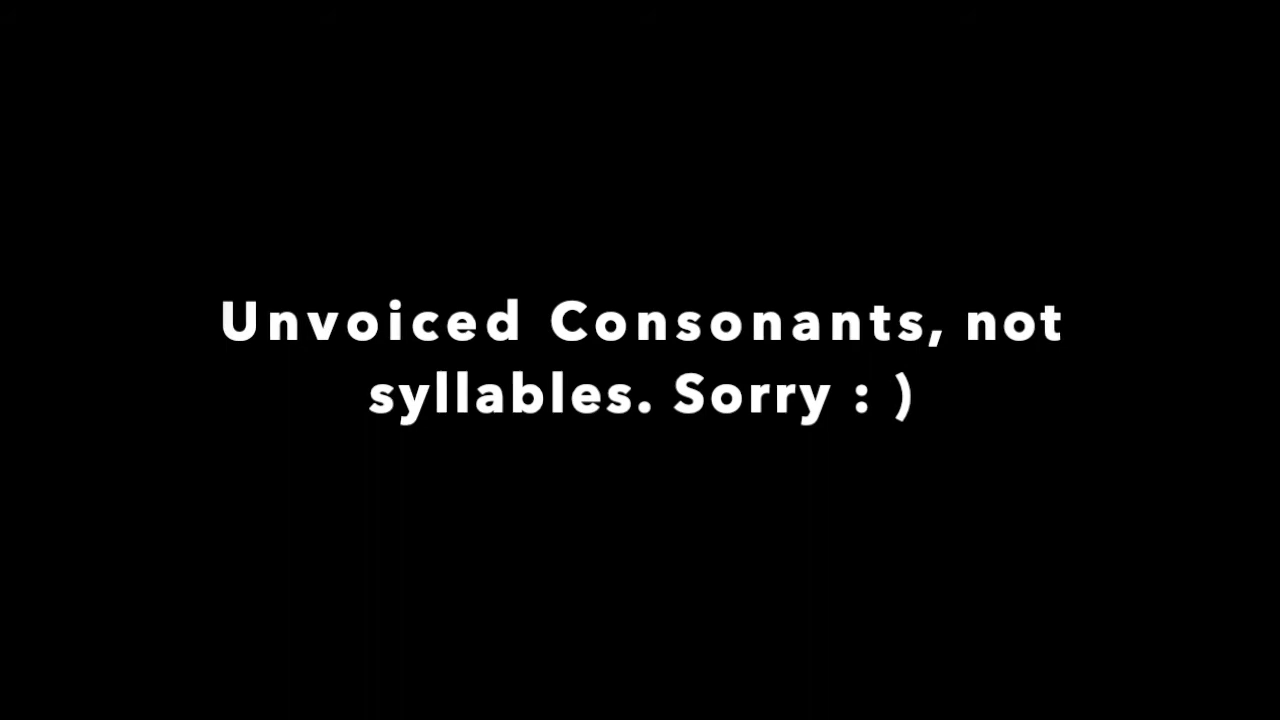 Unvoiced Consonants, not
syllables. Sorry : )